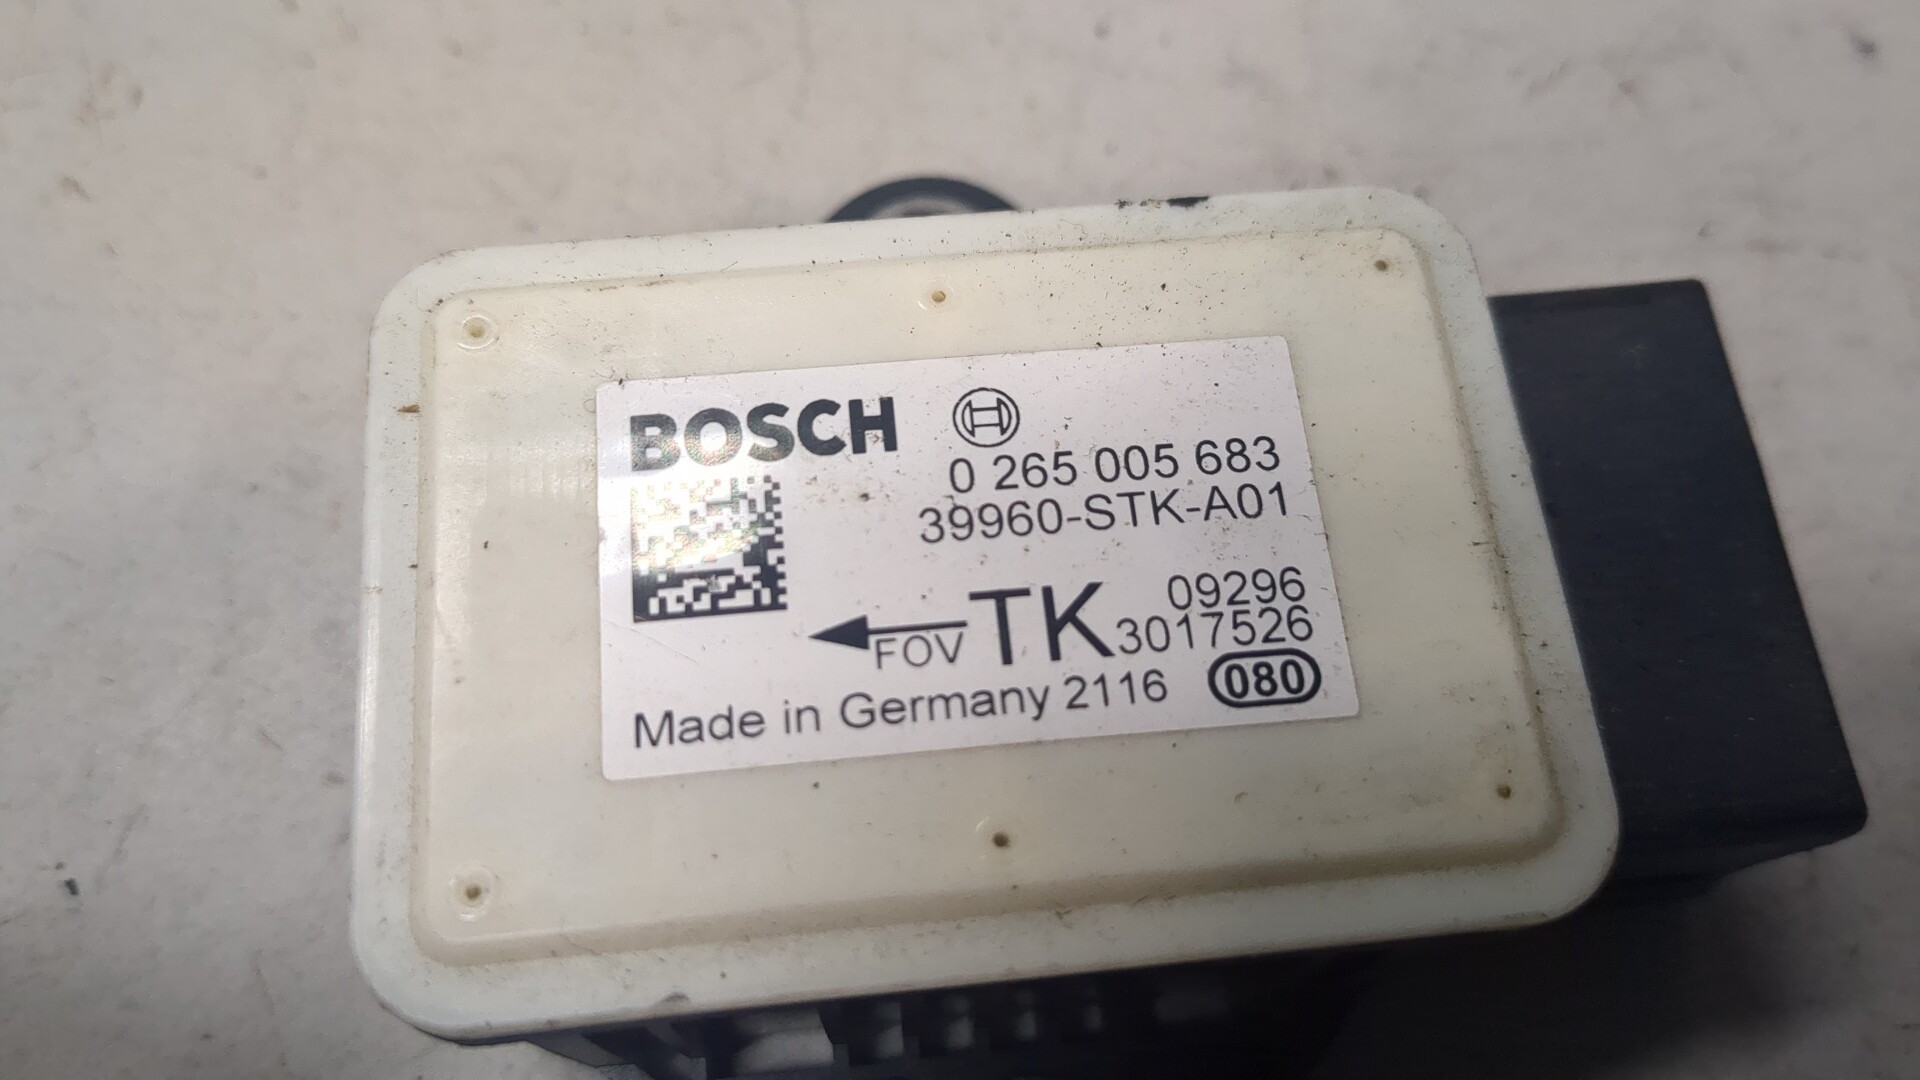 BOSCH
0 265 005 683
39960-STK-A01
09296
FOV TK 3017526
Made in Germany 2116 080